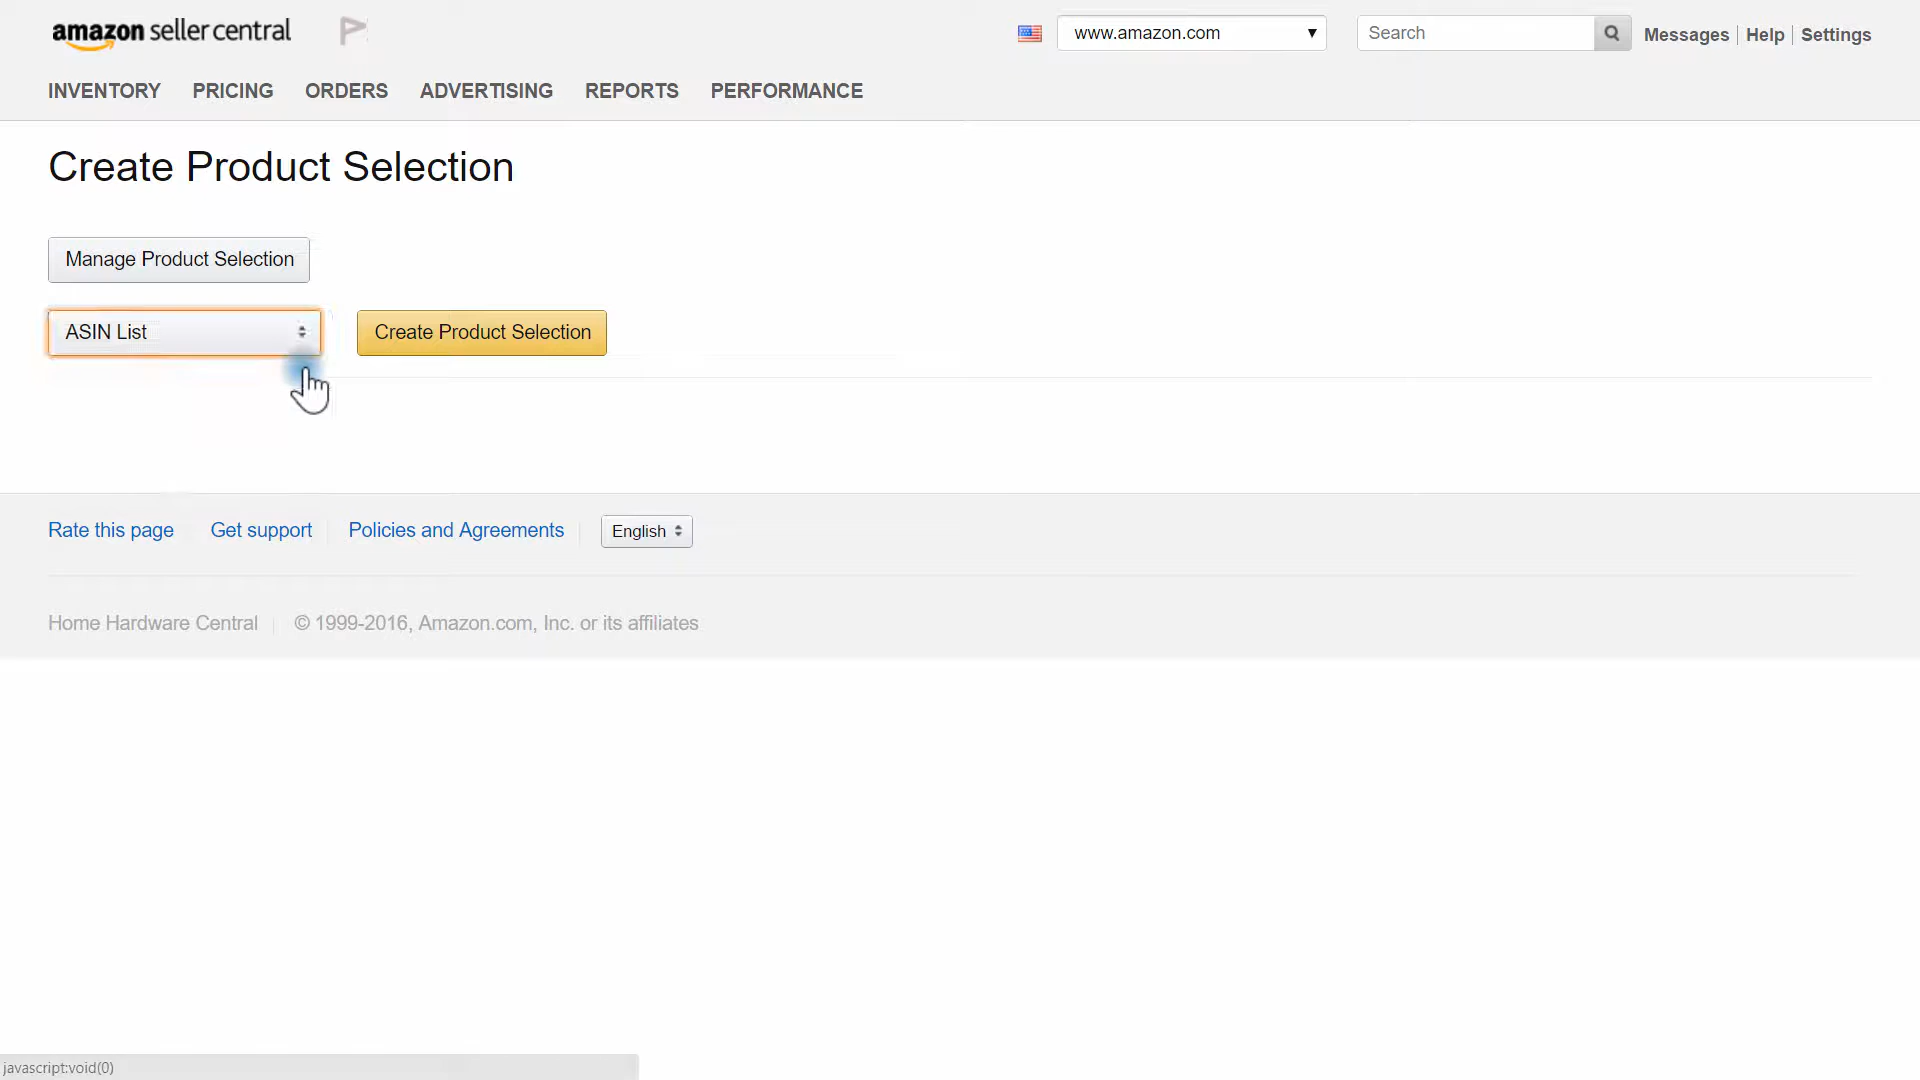 amazon seller central
www.amazon.com
Search
Messages
Help
Settings
INVENTORY
PRICING
ORDERS
ADVERTISING
REPORTS
PERFORMANCE
Create Product Selection
Manage Product Selection
ASIN List
Create Product Selection
Rate this page
Get support
Policies and Agreements
English
Home Hardware Central
© 1999-2016, Amazon.com, Inc. or its affiliates
javascript:void(0)